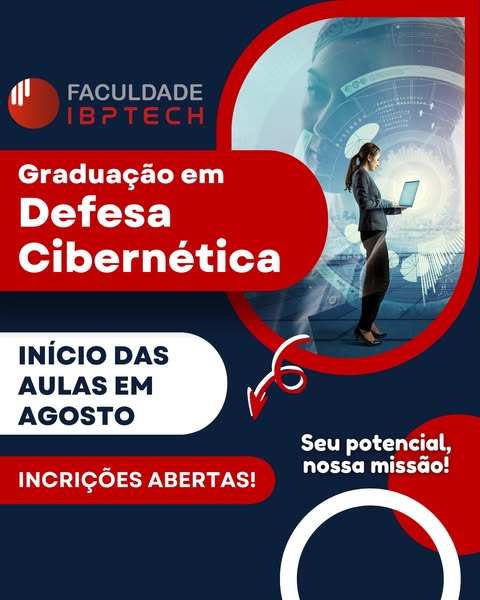 FACULDADE
IBPTECH
Graduação em
Defesa
Cibernética
INÍCIO DAS
AULAS EM
AGOSTO
INCRIÇÕES ABERTAS!
Seu potencial,
nossa missão!